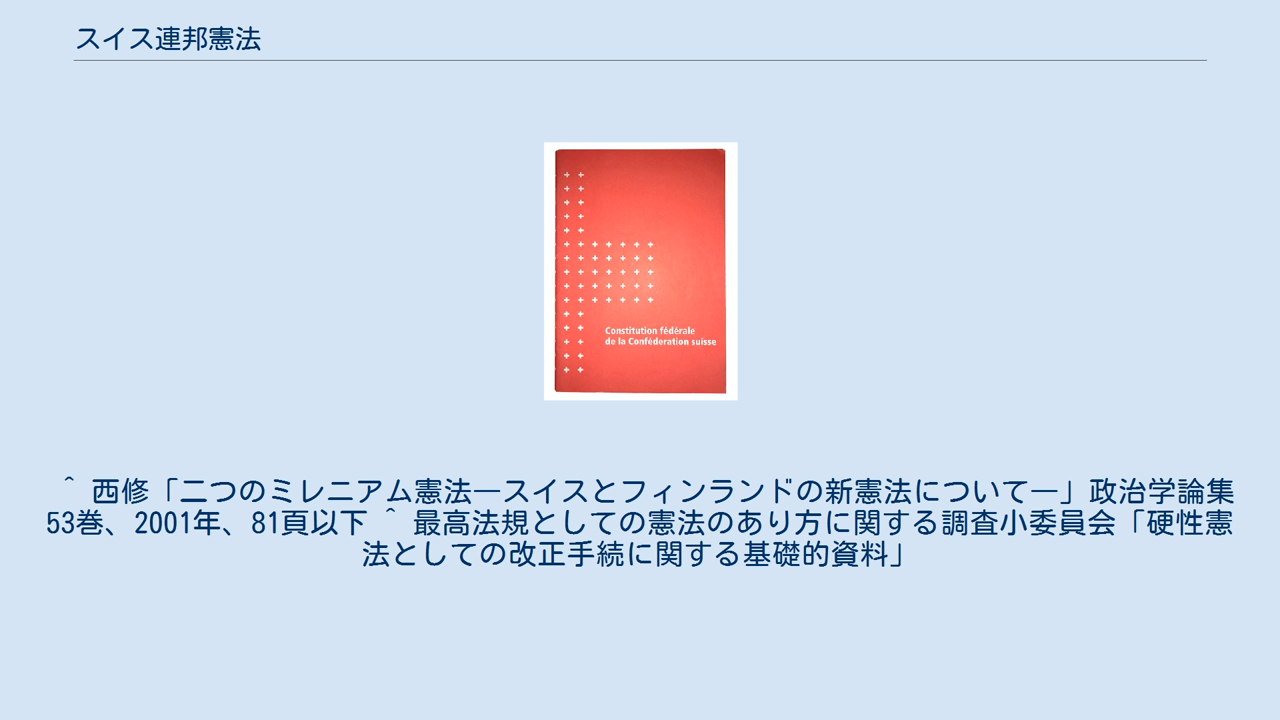 スイス連邦憲法
Constitution fédérale
de la Confédération suisse
^ 西修「二つのミレニアム憲法―スイスとフィンランドの新憲法について―」政治学論集
53巻、2001年、81頁以下 ^ 最高法規としての憲法のあり方に関する調査小委員会「硬性憲
法としての改正手続に関する基礎的資料」